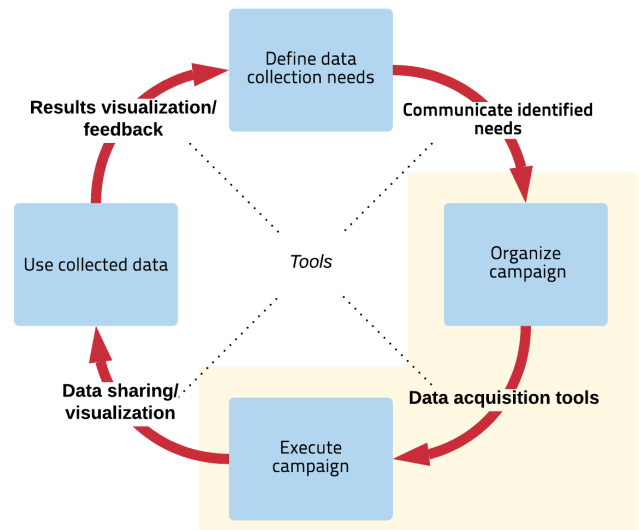 Define data
collection needs
Results visualization/
feedback
Communicate identified
needs
Use collected data
Tools
Organize
campaign
Data sharing/
visualization
Data acquisition tools
Execute
campaign